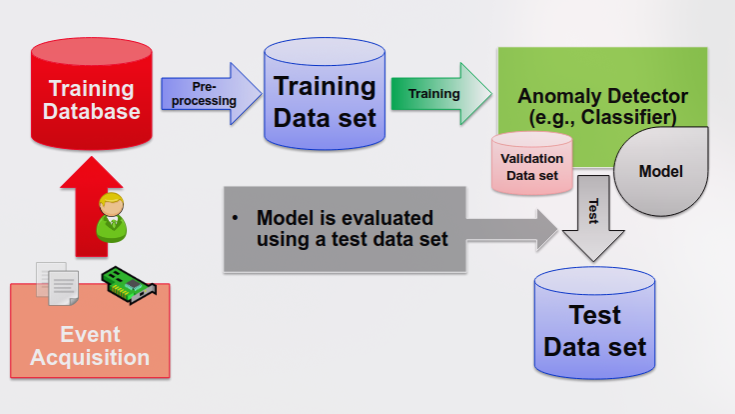 Training
Database
Pre-
processing
Training
Data set
Training
Anomaly Detector
(e.g., Classifier)
Validation
Data set
Model
• Model is evaluated
using a test data set
Test
Event
Acquisition
Test
Data set